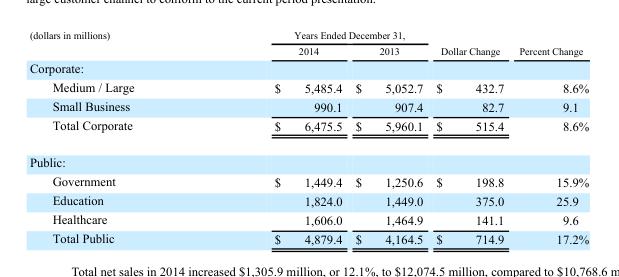 large customer channel to conform to the current period presentation.
(dollars in millions) Years Ended December 31,
2014 2013 Dollar Change Percent Change
Corporate:
Medium / Large $ 5,485.4 $ 5,052.7 $ 432.7 8.6%
Small Business 990.1 907.4 82.7 9.1
Total Corporate $ 6,475.5 $ 5,960.1 $ 515.4 8.6%
Public:
Government $ 1,449.4 $ 1,250.6 $ 198.8 15.9%
Education 1,824.0 1,449.0 375.0 25.9
Healthcare 1,606.0 1,464.9 141.1 9.6
Total Public $ 4,879.4 $ 4,164.5 $ 714.9 17.2%
Total net sales in 2014 increased $1,305.9 million, or 12.1%, to $12,074.5 million, compared to $10,768.6 m